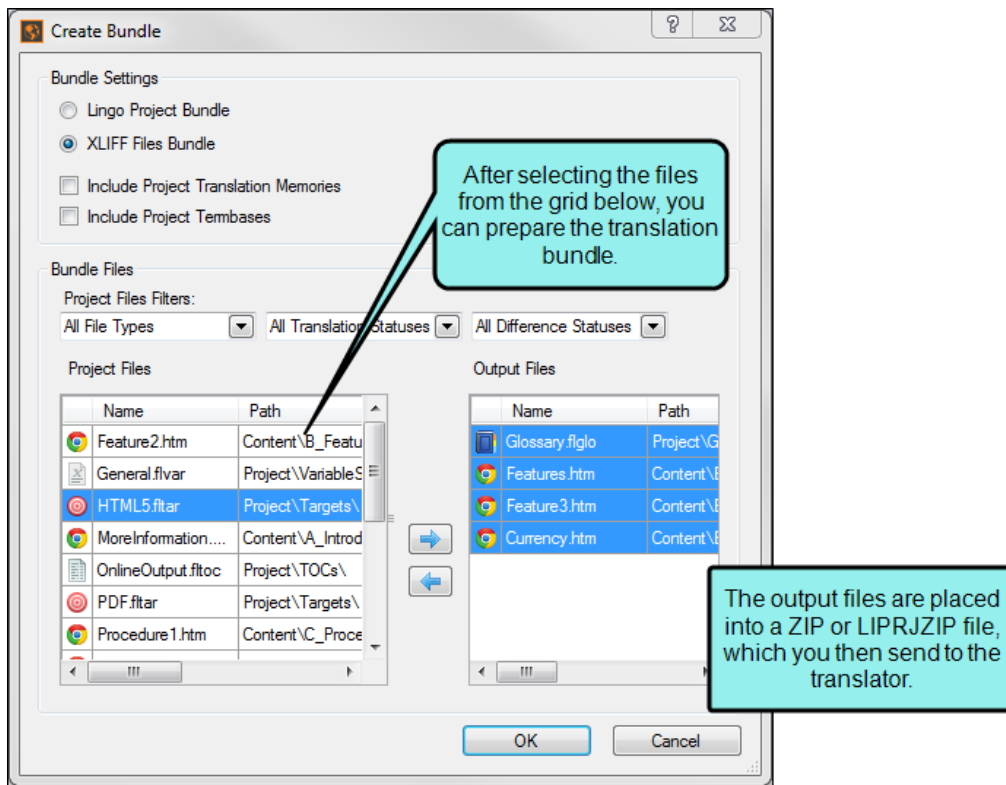 Create Bundle
Bundle Settings
Lingo Project Bundle
XLIFF Files Bundle
Include Project Translation Memories
Include Project Termbases
After selecting the files
from the grid below, you
can prepare the translation
bundle.
Bundle Files
Project Files Filters:
All File Types
All Translation Statuses
All Difference Statuses
Project Files
Output Files
Name Path
Feature2.htm Content\B_Featu
General.flvar Project\VariableS
HTML5.fltar Project\Targets\
MoreInformation.... Content\A_Introd
OnlineOutput.fltoc Project\TOCs\
PDF.fltar Project\Targets\
Procedure1.htm Content\C_Proce
Name Path
Glossary.flglo Project\G
Features.htm Content\
Feature3.htm Content\
Currency.htm Content\
The output files are placed
into a ZIP or LIPRJZIP file,
which you then send to the
translator.
OK
Cancel